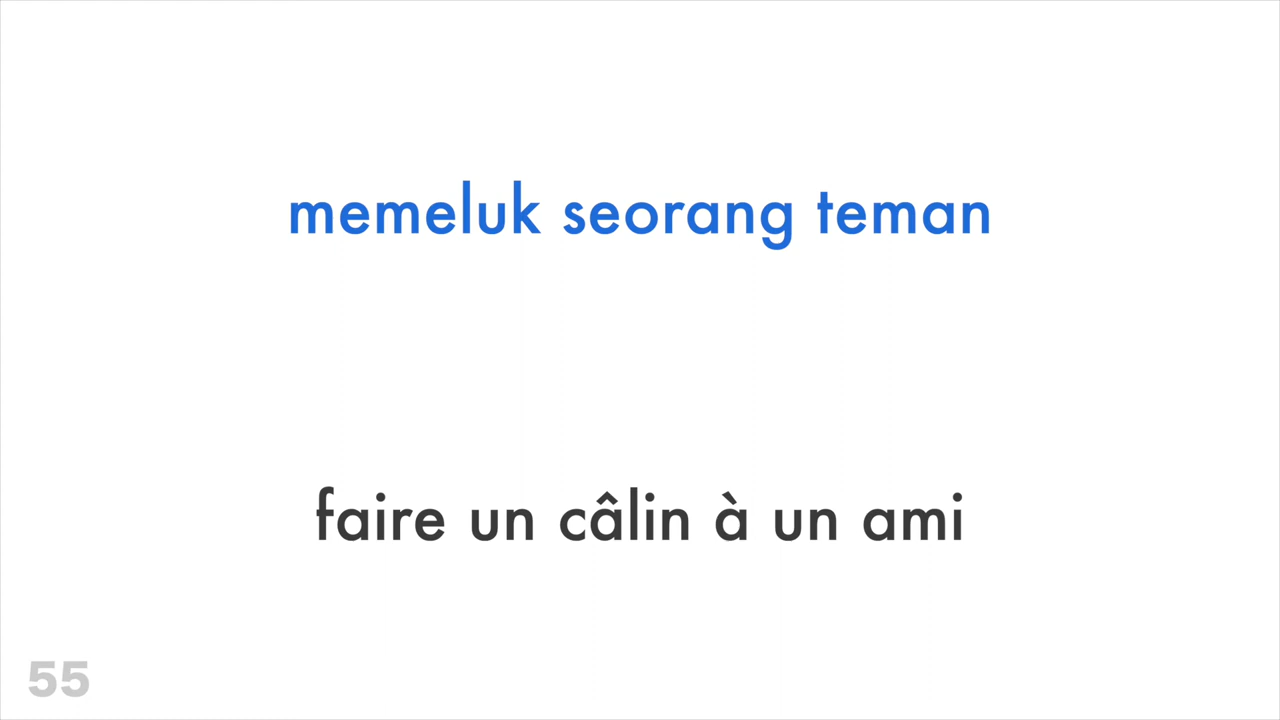 memeluk seorang teman
faire un câlin à un ami
55